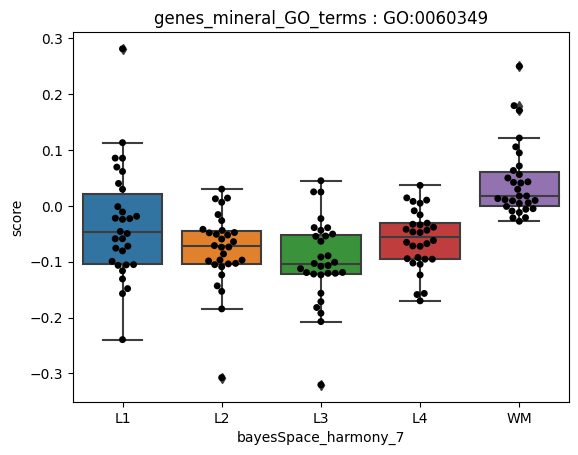 genes_mineral_GO_terms : GO:0060349
0.3
0.2
0.1
0.0
−0.1
−0.2
−0.3
score
L1 L2 L3 L4 WM
bayesSpace_harmony_7